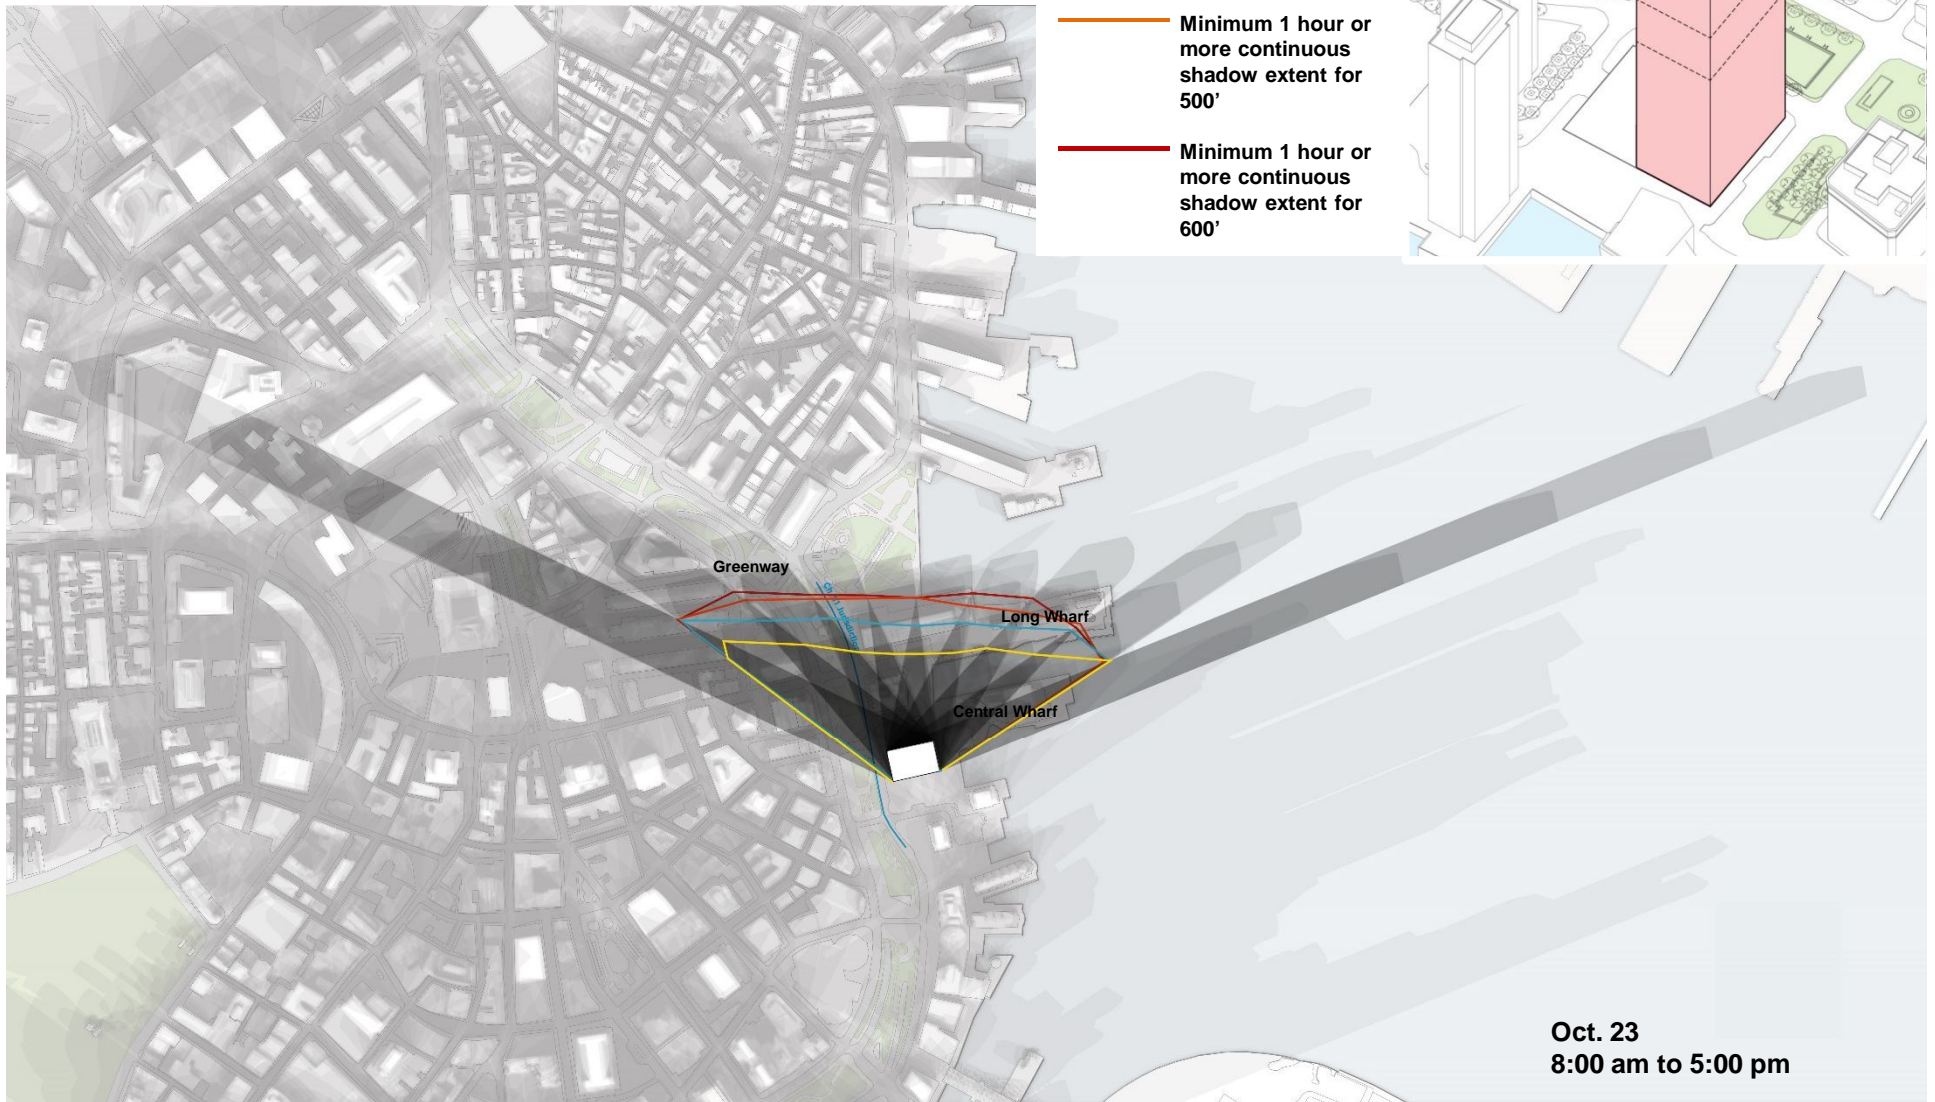 Minimum 1 hour or
more continuous
shadow extent for
500’
Minimum 1 hour or
more continuous
shadow extent for
600’
Greenway
Long Wharf
Central Wharf
Oct. 23
8:00 am to 5:00 pm